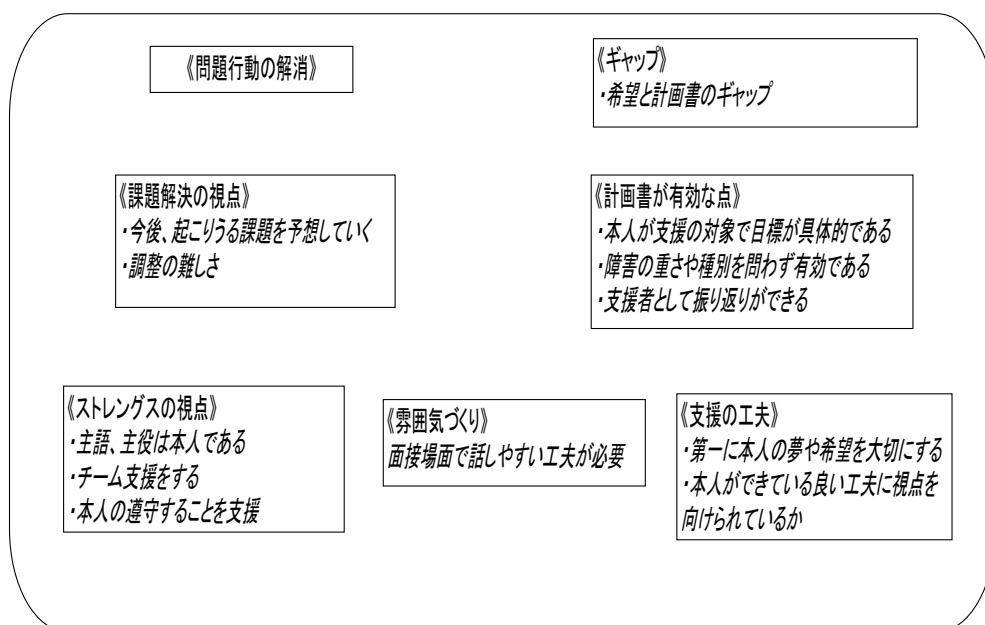 《問題行動の解消》
《ギャップ》
・希望と計画書のギャップ
《課題解決の視点》
・今後、起こりうる課題を予想していく
・調整の難しさ
《計画書が有効な点》
・本人が支援の対象で目標が具体的である
・障害の重さや種別を問わず有効である
・支援者として振り返りができる
《ストレングスの視点》
・主語、主役は本人である
・チーム支援をする
・本人の遵守することを支援
《雰囲気づくり》
面接場面で話しやすい工夫が必要
《支援の工夫》
・第一に本人の夢や希望を大切にする
・本人ができている良い工夫に視点を
向けられているか